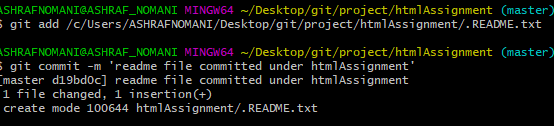 ASHRAFNOMANI@ASHRAF_NOMANI MINGW64 ~/Desktop/git/project/htmlAssignment (master)
$ git add /c/Users/ASHRAFNOMANI/Desktop/git/project/htmlAssignment/.README.txt
ASHRAFNOMANI@ASHRAF_NOMANI MINGW64 ~/Desktop/git/project/htmlAssignment (master)
$ git commit -m 'readme file committed under htmlAssignment'
[master d19bd0c] readme file committed under htmlAssignment
1 file changed, 1 insertion(+)
create mode 100644 htmlAssignment/.README.txt